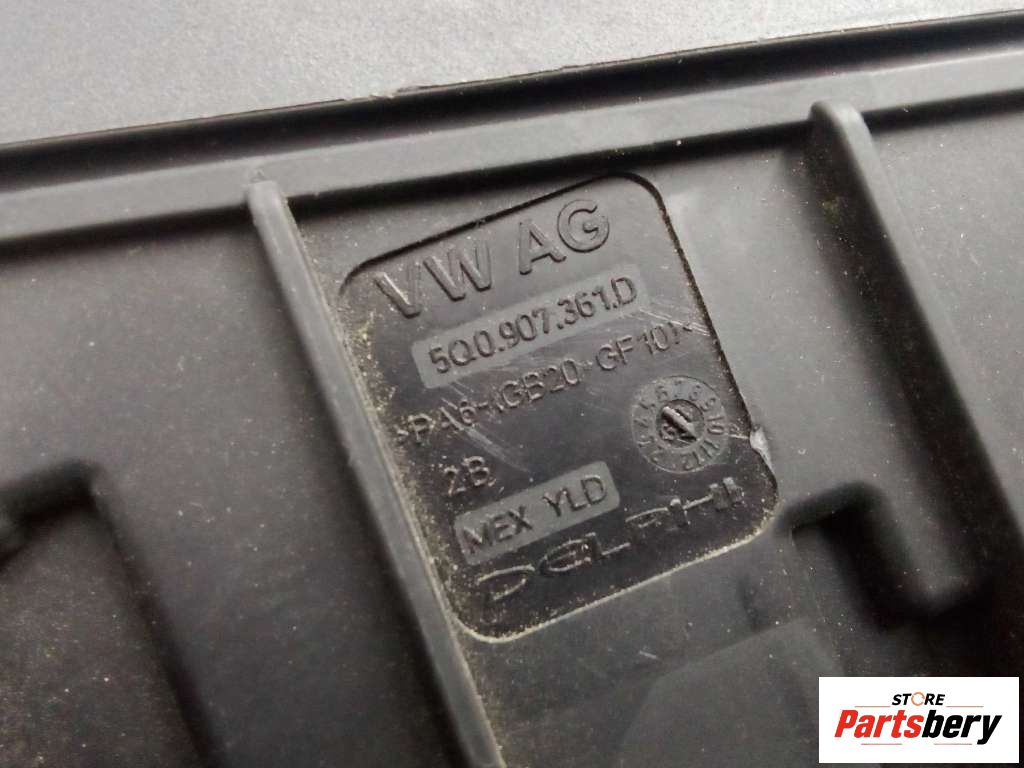 VW AG
5Q0.907.361.D
>PA6-(GB20+GF10)<
2B
MEX YLD
DELPHI
STORE
Partsbery